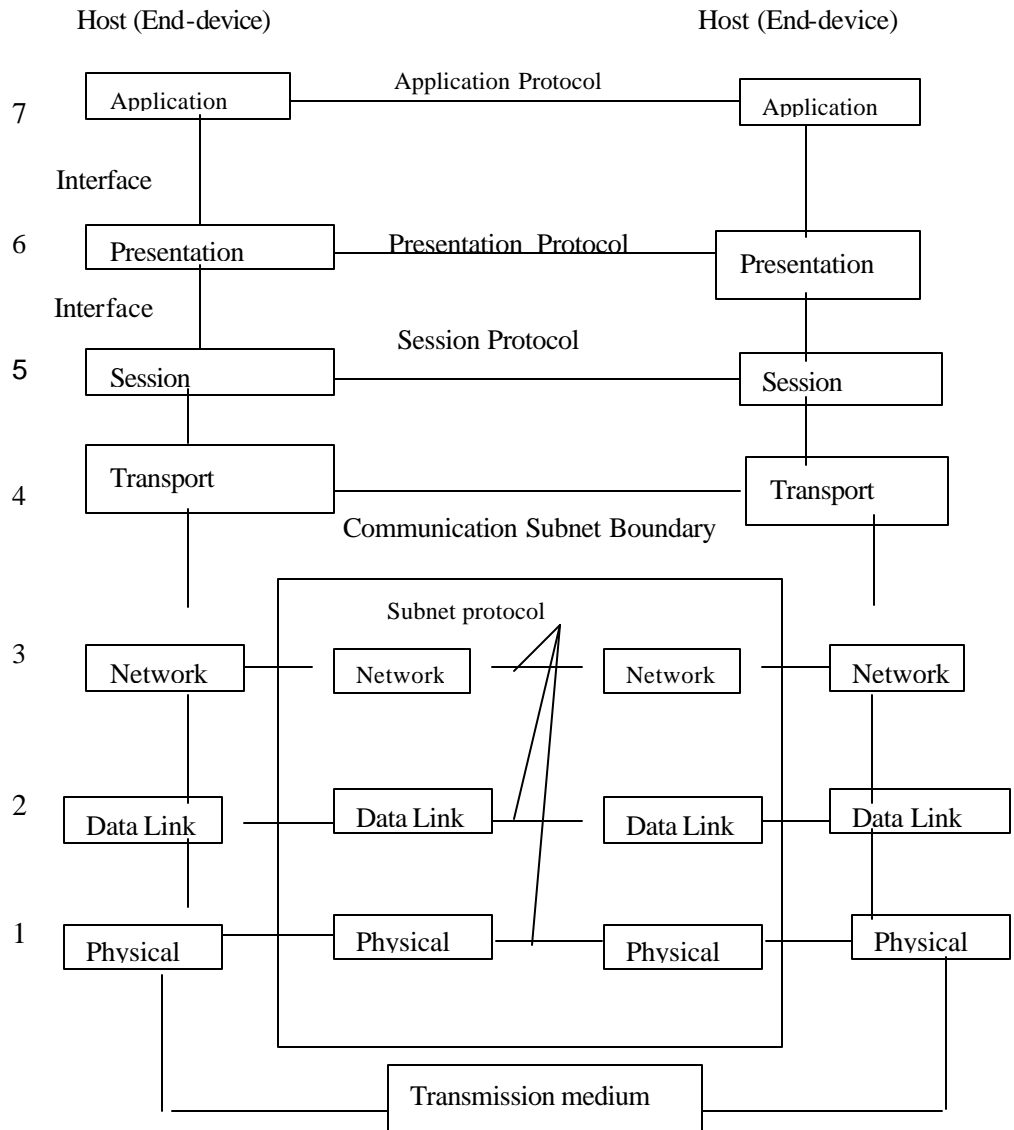 Host (End-device) Host (End-device)
Application Protocol
7 Application Application
Interface
6 Presentation Presentation Protocol Presentation
Interface
Session Protocol
5 Session Session
4 Transport Transport
Communication Subnet Boundary
Subnet protocol
3 Network Network Network Network
2 Data Link Data Link Data Link Data Link
1 Physical Physical Physical Physical
Transmission medium